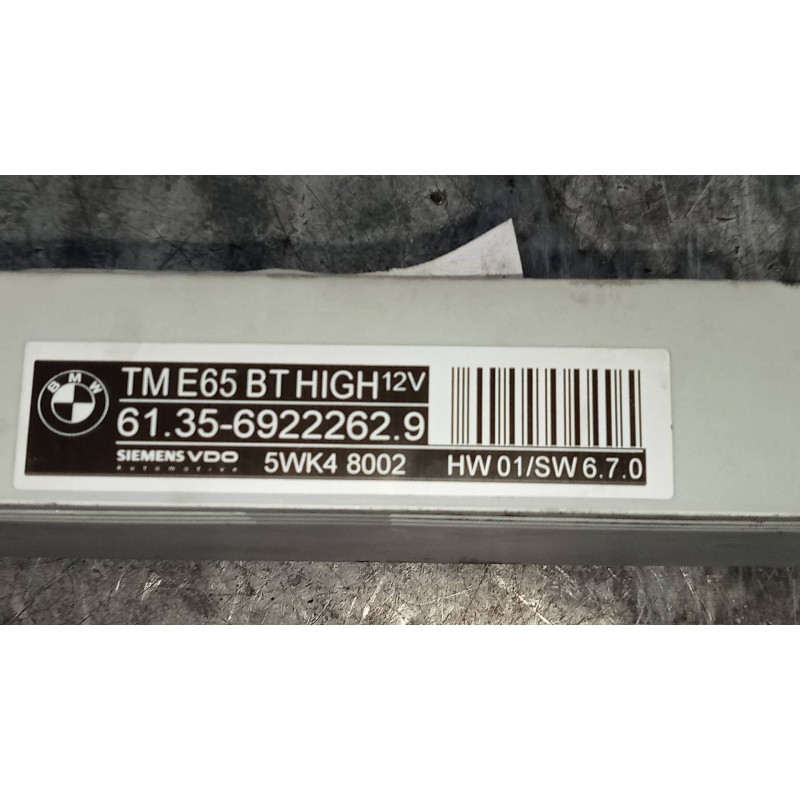 BMW
TM E65 BT HIGH 12V
61.35-6922262.9
SIEMENS VDO
Automotive
5WK4 8002
HW 01/SW 6.7.0